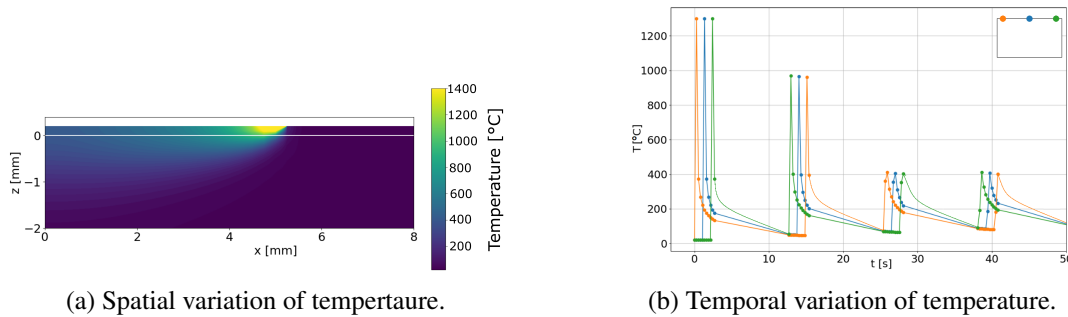 1400
1200
1000
800
600
400
200
Temperature [°C]
0
−1
−2
z [mm]
0 2 4 6 8
x [mm]
(a) Spatial variation of tempertaure.
1200
1000
800
600
400
200
0
T [°C]
0 10 20 30 40 50
t [s]
(b) Temporal variation of temperature.